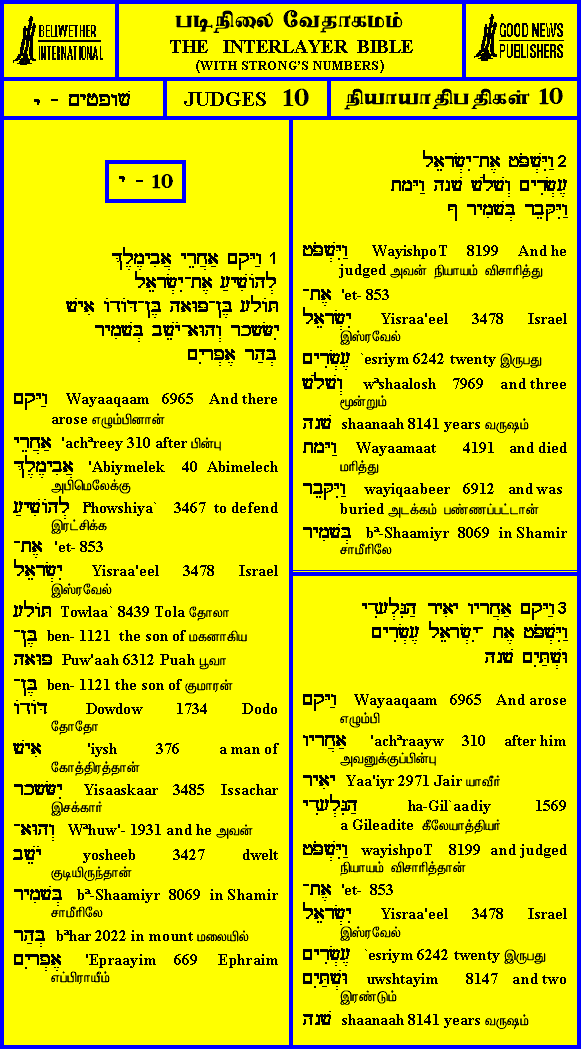 BELIWETHER
INTERNATIONAL
படிநிலை வேதாகமம்
THE INTERLAYER BIBLE
(WITH STRONG'S NUMBERS)
GOOD NEWS
PUBLISHERS
שופטים - י
JUDGES 10
நியாயாதிபதிகள் 10
10 - י
1 וַיָּקָם אַחֲרֵי אֲבִימֶלֶךְ
לְהוֹשִׁיעַ אֶת־יִשְׂרָאֵל
תּוֹלָע בֶּן־פּוּאָה בֶּן־דּוֹדוֹ אִישׁ
יִשָּׂשכָר וְהוּא־יֹשֵׁב בְּשָׁמִיר
בְּהַר אֶפְרָיִם
וַיָּקָם Wayaaqaam 6965 And there
arose எழும்பினான்
אַחֲרֵי 'achᵃreey 310 after பின்பு
אֲבִימֶלֶךְ 'Abiymelek 40 Abimelech
அபிமெலேக்கு
לְהוֹשִׁיעַ lᵃhowshiya` 3467 to defend
இரட்சிக்க
אֶת־ 'et- 853
יִשְׂרָאֵל Yisraa'eel 3478 Israel
இஸ்ரவேல்
תּוֹלָע Towlaa` 8439 Tola தோலா
בֶּן־ ben- 1121 the son of மகனாகிய
פּוּאָה Puw'aah 6312 Puah பூவா
בֶּן־ ben- 1121 the son of குமாரன்
דּוֹדוֹ Dowdow 1734 Dodo
தோதோ
אִישׁ 'iysh 376 a man of
கோத்திரத்தான்
יִשָּׂשכָר Yisaaskaar 3485 Issachar
இசக்கார்
וְהוּא־ Wᵃhuw'- 1931 and he அவன்
יֹשֵׁב yosheeb 3427 dwelt
குடியிருந்தான்
בְּשָׁמִיר bᵃ-Shaamiyr 8069 in Shamir
சாமீரிலே
בְּהַר bᵃhar 2022 in mount மலையில்
אֶפְרָיִם 'Epraayim 669 Ephraim
எப்பிராயீம்
2 וַיִּשְׁפֹּט אֶת־יִשְׂרָאֵל
עֶשְׂרִים וְשָׁלֹשׁ שָׁנָה וַיָּמָת
וַיִּקָּבֵר בְּשָׁמִיר ף
וַיִּשְׁפֹּט WayishpoT 8199 And he
judged அவன் நியாயம் விசாரித்து
אֶת־ 'et- 853
יִשְׂרָאֵל Yisraa'eel 3478 Israel
இஸ்ரவேல்
עֶשְׂרִים `esriym 6242 twenty இருபது
וְשָׁלֹשׁ wᵃshaalosh 7969 and three
மூன்றும்
שָׁנָה shaanaah 8141 years வருஷம்
וַיָּמָת Wayaamaat 4191 and died
மரித்து
וַיִּקָּבֵר wayiqaabeer 6912 and was
buried அடக்கம் பண்ணப்பட்டான்
בְּשָׁמִיר bᵃ-Shaamiyr 8069 in Shamir
சாமீரிலே
3 וַיָּקָם אַחֲרָיו יָאִיר הַגִּלְעָדִי
וַיִּשְׁפֹּט אֶת ־יִשְׂרָאֵל עֶשְׂרִים
וּשְׁתַּיִם שָׁנָה
וַיָּקָם Wayaaqaam 6965 And arose
எழும்பி
אַחֲרָיו 'achᵃraayw 310 after him
அவனுக்குப்பின்பு
יָאִיר Yaa'iyr 2971 Jair யாவீர்
הַגִּלְעָדִי ha-Gil`aadiy 1569
a Gileadite கீலேயாத்தியர்
וַיִּשְׁפֹּט wayishpoT 8199 and judged
நியாயம் விசாரித்தான்
אֶת־ 'et- 853
יִשְׂרָאֵל Yisraa'eel 3478 Israel
இஸ்ரவேல்
עֶשְׂרִים `esriym 6242 twenty இருபது
וּשְׁתַּיִם uwshtayim 8147 and two
இரண்டும்
שָׁנָה shaanaah 8141 years வருஷம்